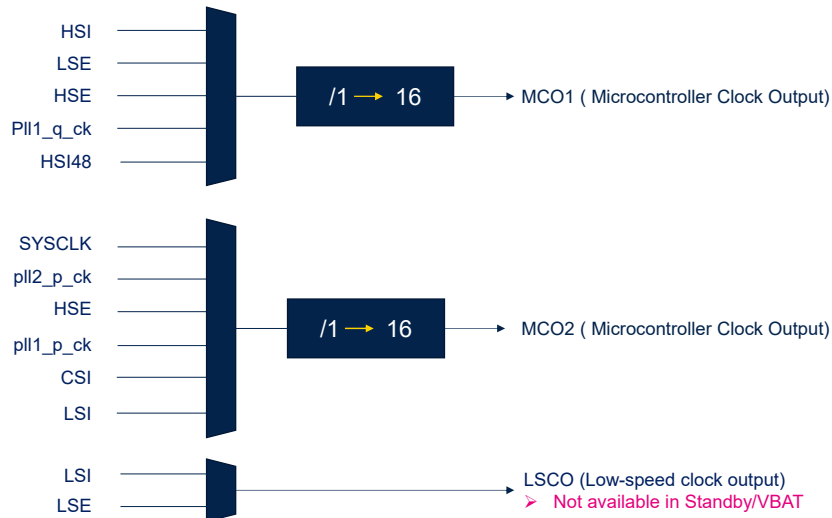 HSI
LSE
HSE
Pll1_q_ck
HSI48
/1 → 16
MCO1 ( Microcontroller Clock Output)
SYSCLK
pll2_p_ck
HSE
pll1_p_ck
CSI
LSI
/1 → 16
MCO2 ( Microcontroller Clock Output)
LSI
LSE
LSCO (Low-speed clock output)
➢ Not available in Standby/VBAT